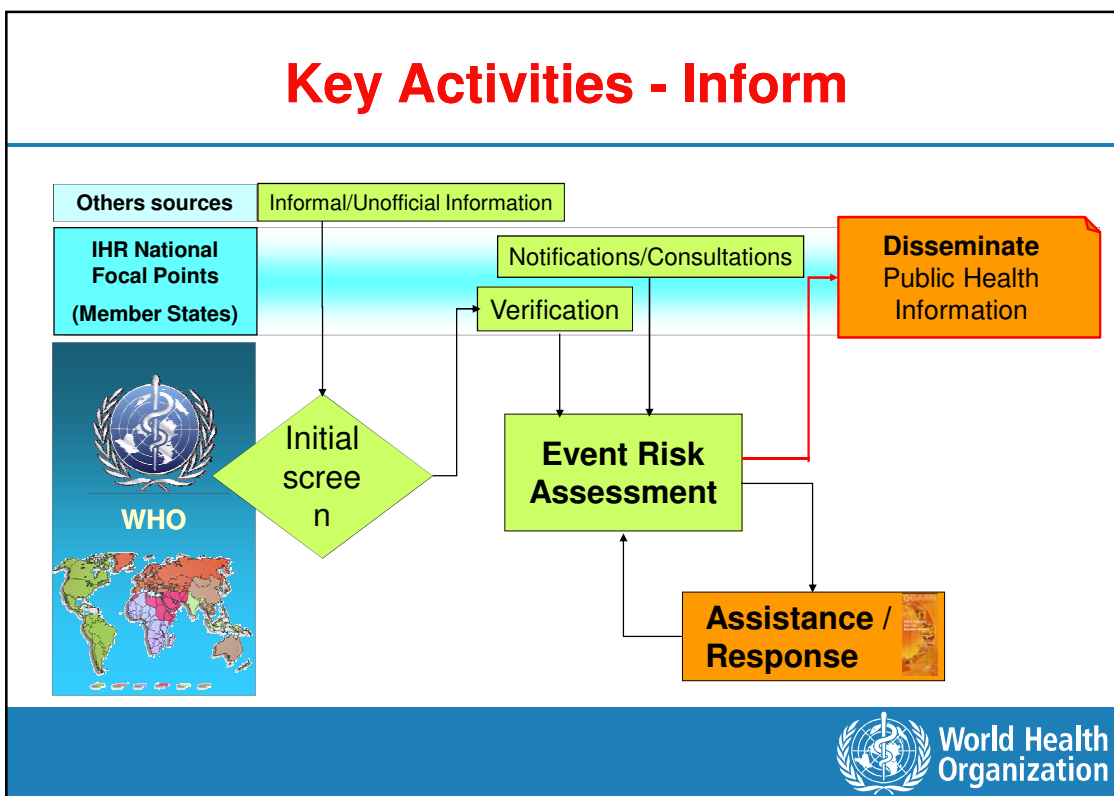 Key Activities - Inform
Others sources
Informal/Unofficial Information
IHR National
Focal Points
(Member States)
Notifications/Consultations
Verification
Disseminate
Public Health
Information
Initial
scree
n
Event Risk
Assessment
WHO
Assistance /
Response
World Health
Organization